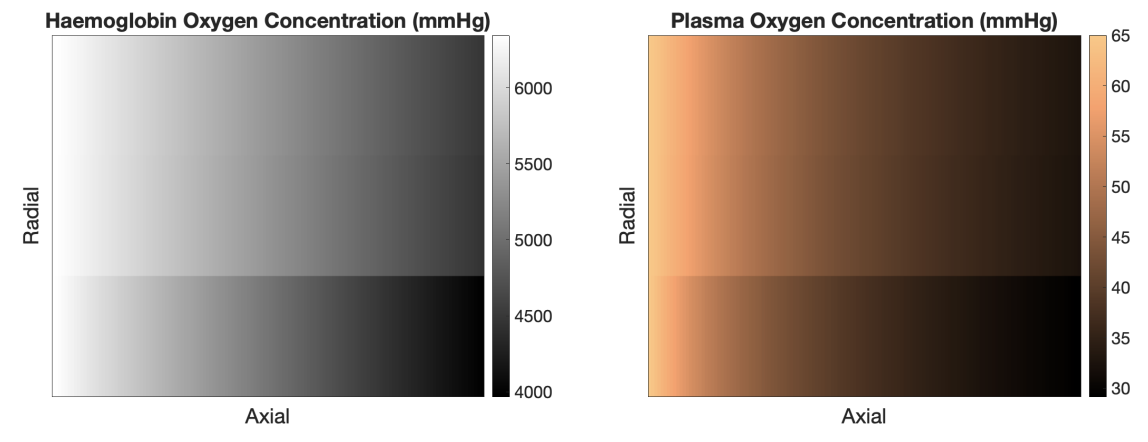 Haemoglobin Oxygen Concentration (mmHg)
Radial
Axial
6000
5500
5000
4500
4000
Plasma Oxygen Concentration (mmHg)
Radial
Axial
65
60
55
50
45
40
35
30